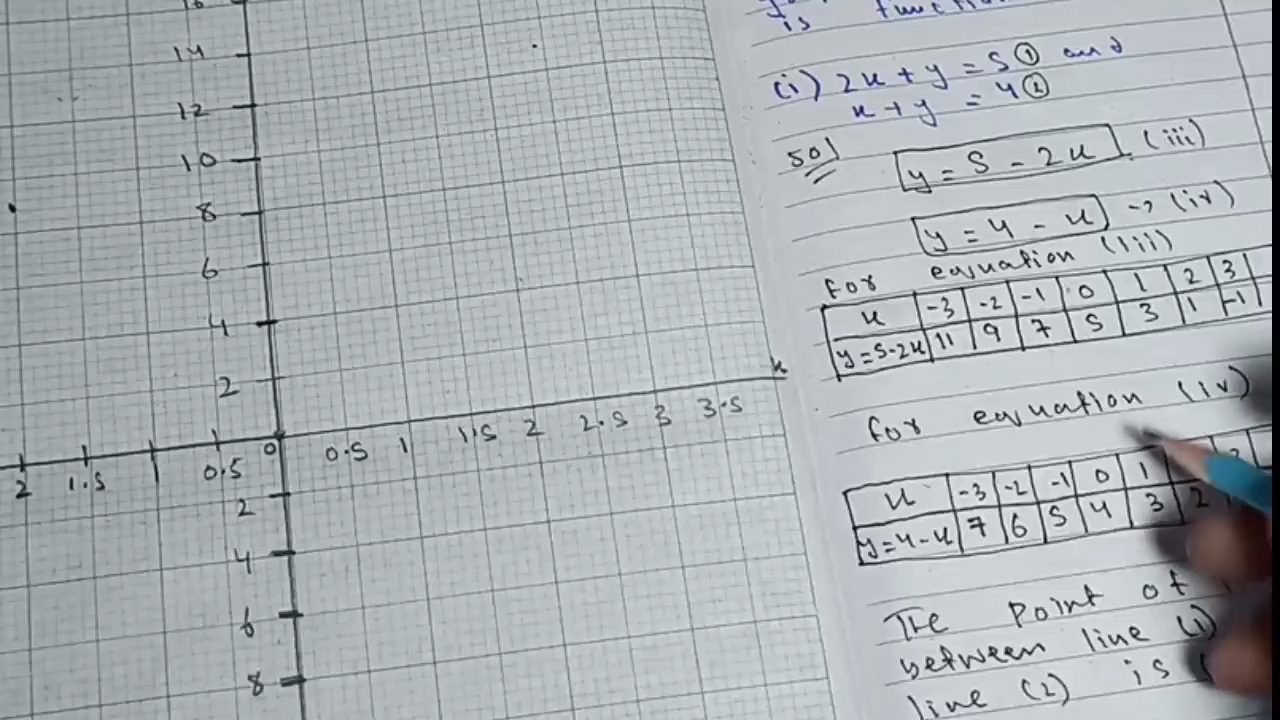 14
12
10
8
6
4
2
2 1.5 0.5 0 0.5 1 1.5 2 2.5 3 3.5 x
2
4
6
8
is function
(i) 2x + y = 5 ① and
x + y = 4 ②
Sol
y = 5 - 2x (iii)
y = 4 - x → (iv)
For equation (iii)
x -3 -2 -1 0 1 2 3
y = 5-2x 11 9 7 5 3 1 -1
for equation (iv)
x -3 -2 -1 0 1
y = 4-x 7 6 5 4 3 2
The Point of
between line (1)
line (2) is